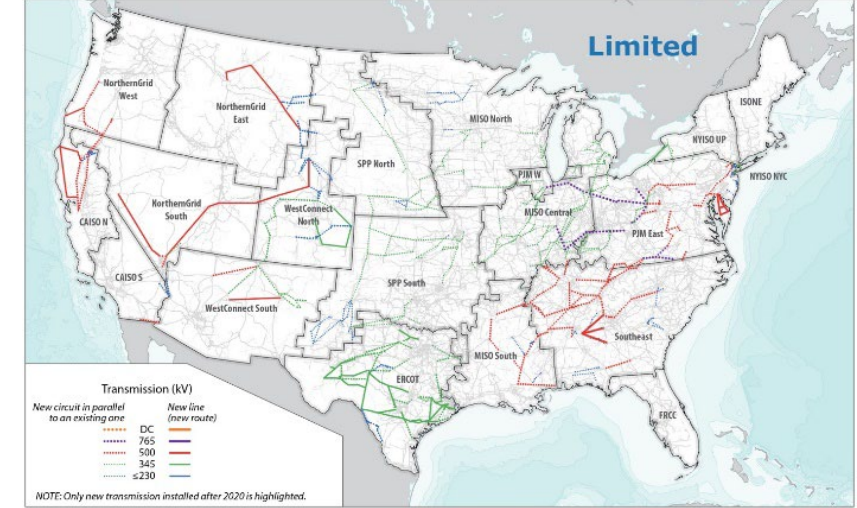 Limited
NorthernGrid
West
NorthernGrid
East
ISONE
MISO North
NYISO UP
SPP North
PJM W
NYISO NYC
NorthernGrid
South
WestConnect
North
MISO Central
CAISO N
PJM East
CAISO S
SPP South
WestConnect South
Southeast
MISO South
ERCOT
FRCC
Transmission (kV)
New circuit in parallel
to an existing one
New line
(new route)
DC
765
500
345
≤230
NOTE: Only new transmission installed after 2020 is highlighted.